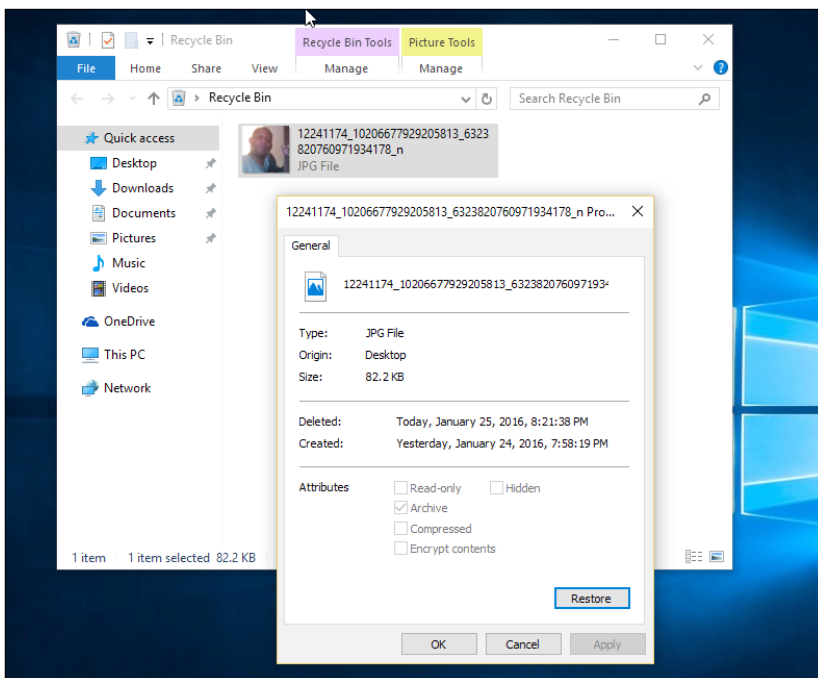 Recycle Bin
Recycle Bin Tools
Picture Tools
File
Home
Share
View
Manage
Manage
Recycle Bin
Search Recycle Bin
Quick access
Desktop
Downloads
Documents
Pictures
Music
Videos
OneDrive
This PC
Network
12241174_10206677929205813_6323
820760971934178_n
JPG File
12241174_10206677929205813_6323820760971934178_n Pro...
General
12241174_10206677929205813_632382076097193
Type: JPG File
Origin: Desktop
Size: 82.2 KB
Deleted: Today, January 25, 2016, 8:21:38 PM
Created: Yesterday, January 24, 2016, 7:58:19 PM
Attributes
Read-only
Hidden
Archive
Compressed
Encrypt contents
Restore
OK
Cancel
Apply
1 item
1 item selected 82.2 KB